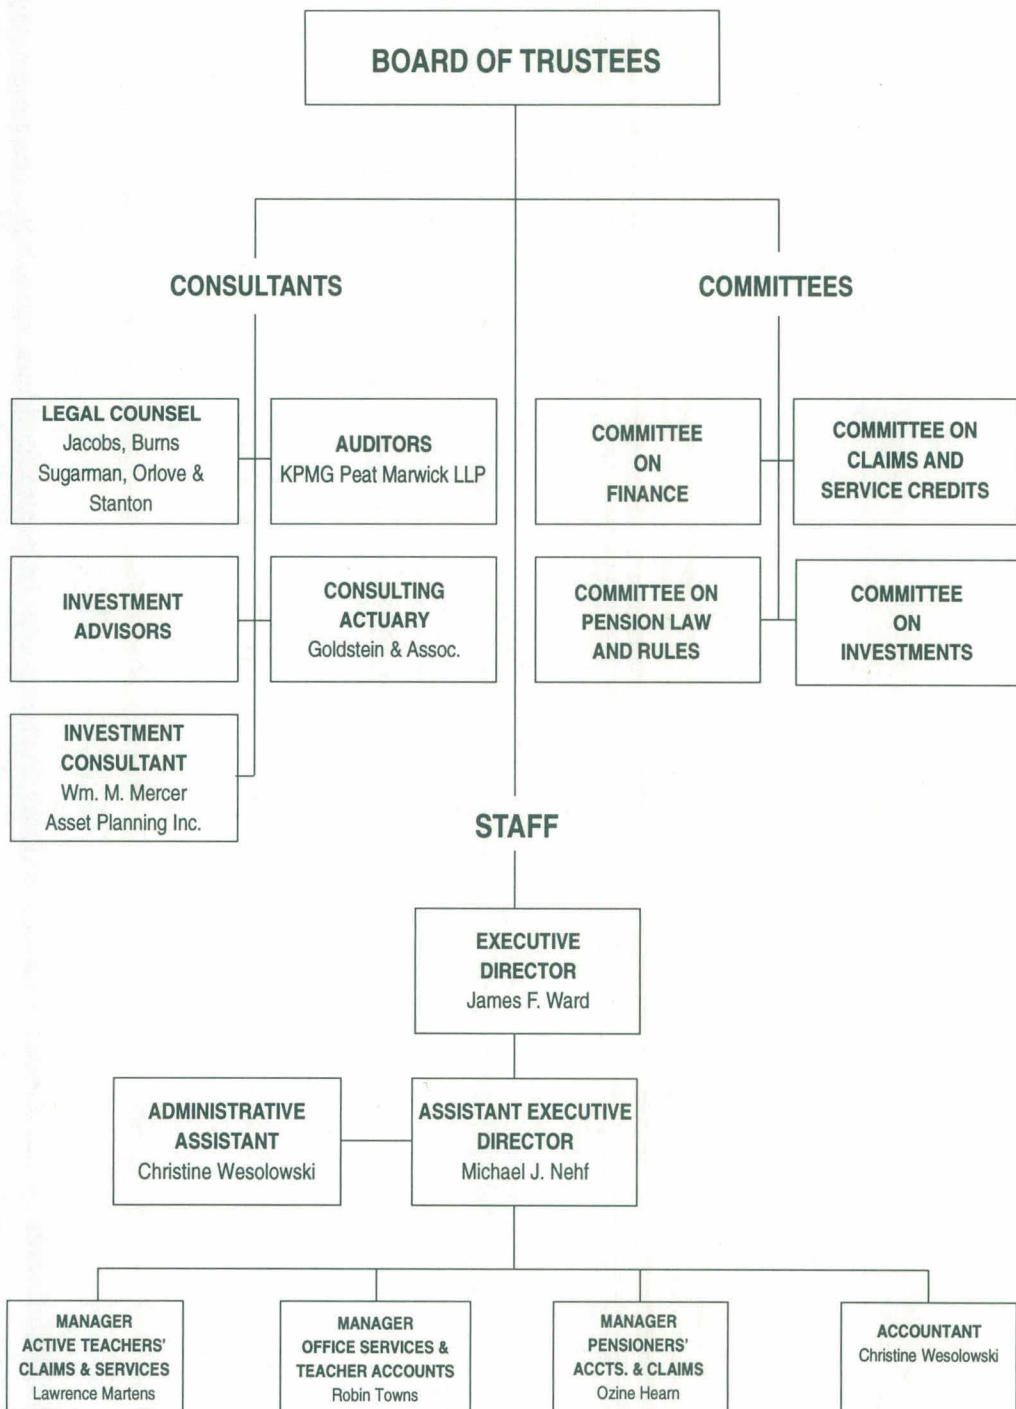 BOARD OF TRUSTEES
CONSULTANTS
COMMITTEES
LEGAL COUNSEL
Jacobs, Burns
Sugarman, Orlove &
Stanton
AUDITORS
KPMG Peat Marwick LLP
COMMITTEE
ON
FINANCE
COMMITTEE ON
CLAIMS AND
SERVICE CREDITS
INVESTMENT
ADVISORS
CONSULTING
ACTUARY
Goldstein & Assoc.
COMMITTEE ON
PENSION LAW
AND RULES
COMMITTEE
ON
INVESTMENTS
INVESTMENT
CONSULTANT
Wm. M. Mercer
Asset Planning Inc.
STAFF
EXECUTIVE
DIRECTOR
James F. Ward
ADMINISTRATIVE
ASSISTANT
Christine Wesolowski
ASSISTANT EXECUTIVE
DIRECTOR
Michael J. Nehf
MANAGER
ACTIVE TEACHERS'
CLAIMS & SERVICES
Lawrence Martens
MANAGER
OFFICE SERVICES &
TEACHER ACCOUNTS
Robin Towns
MANAGER
PENSIONERS'
ACCTS. & CLAIMS
Ozine Hearn
ACCOUNTANT
Christine Wesolowski